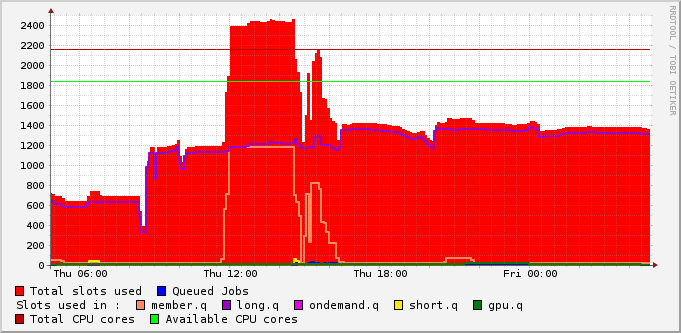 RRDTOOL / TOBI OETIKER
2400
2200
2000
1800
1600
1400
1200
1000
800
600
400
200
0
Thu 06:00 Thu 12:00 Thu 18:00 Fri 00:00
Total slots used Queued Jobs
Slots used in : member.q long.q ondemand.q short.q gpu.q
Total CPU cores Available CPU cores